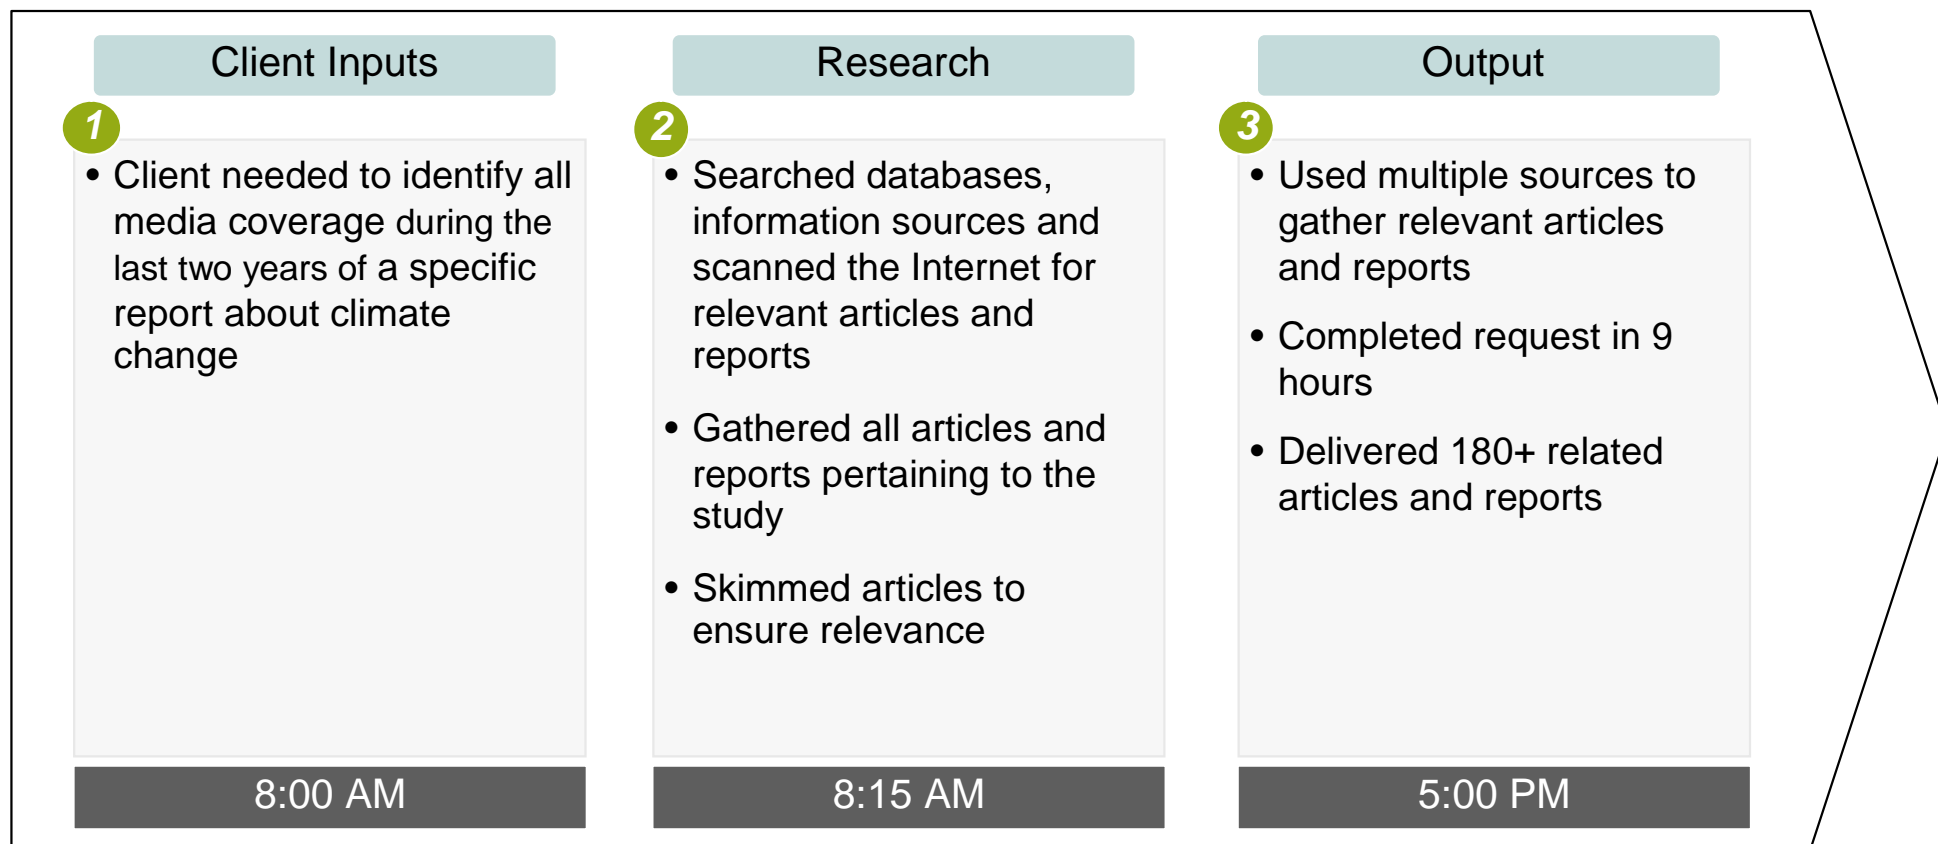 Client Inputs
1
• Client needed to identify all
media coverage during the
last two years of a specific
report about climate
change
8:00 AM
Research
2
• Searched databases,
information sources and
scanned the Internet for
relevant articles and
reports
• Gathered all articles and
reports pertaining to the
study
• Skimmed articles to
ensure relevance
8:15 AM
Output
3
• Used multiple sources to
gather relevant articles
and reports
• Completed request in 9
hours
• Delivered 180+ related
articles and reports
5:00 PM